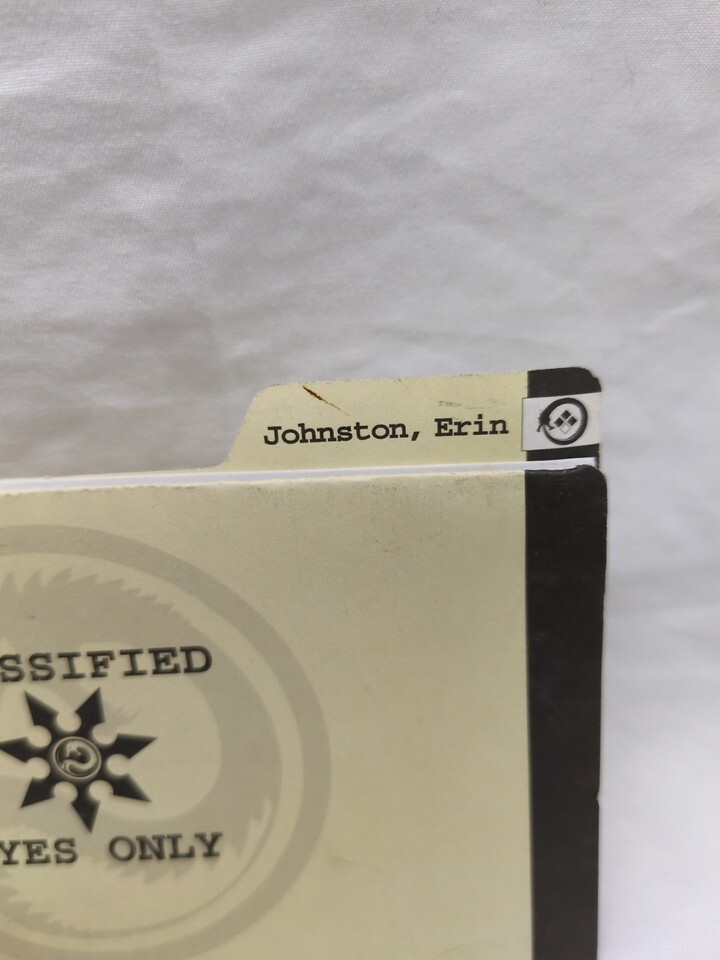 Johnston, Erin
SSIFIED
YES ONLY